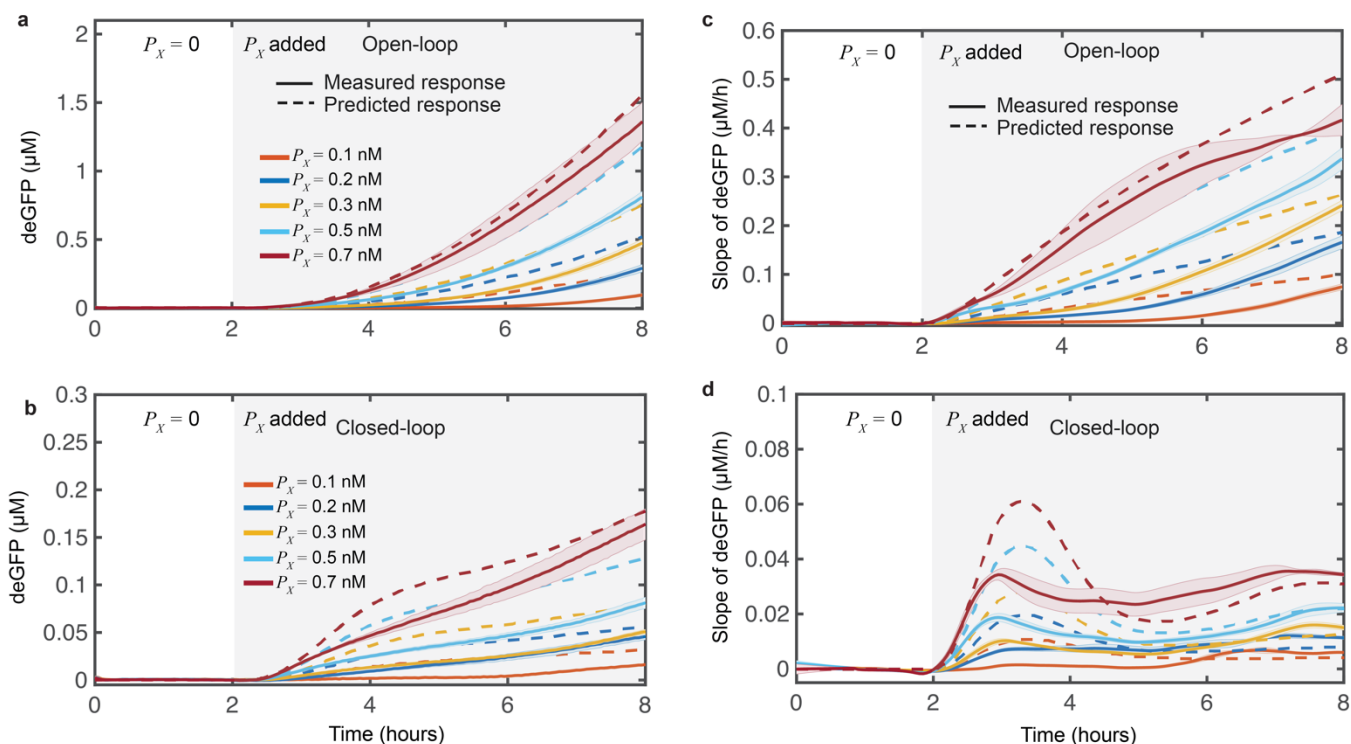 a
2
1.5
1
0.5
0
deGFP (µM)
P_X = 0
P_X added
Open-loop
Measured response
Predicted response
P_X = 0.1 nM
P_X = 0.2 nM
P_X = 0.3 nM
P_X = 0.5 nM
P_X = 0.7 nM
0 2 4 6 8
c
0.6
0.5
0.4
0.3
0.2
0.1
0
Slope of deGFP (µM/h)
P_X = 0
P_X added
Open-loop
Measured response
Predicted response
0 2 4 6 8
b
0.3
0.25
0.2
0.15
0.1
0.05
0
deGFP (µM)
P_X = 0
P_X added
Closed-loop
P_X = 0.1 nM
P_X = 0.2 nM
P_X = 0.3 nM
P_X = 0.5 nM
P_X = 0.7 nM
0 2 4 6 8
Time (hours)
d
0.1
0.08
0.06
0.04
0.02
0
Slope of deGFP (µM/h)
P_X = 0
P_X added
Closed-loop
0 2 4 6 8
Time (hours)